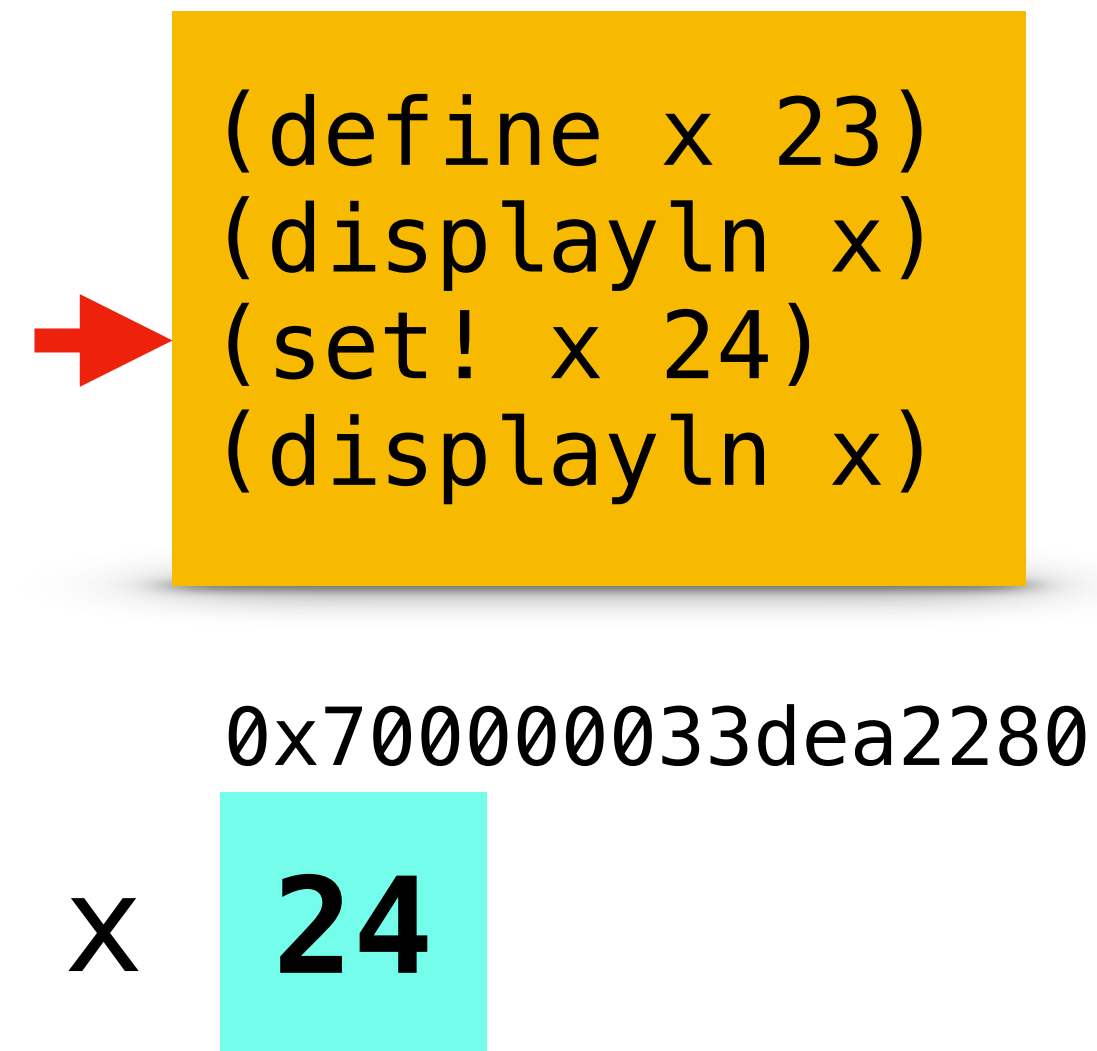 (define x 23)
(displayln x)
(set! x 24)
(displayln x)
0x700000033dea2280
x 24